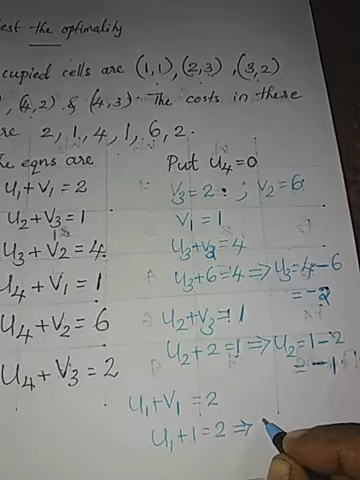 est the optimality
cupied cells are (1,1), (2,3), (3,2)
, (4,2) & (4,3). The costs in these
re 2, 1, 4, 1, 6, 2.
he eqns are
U1 + V1 = 2
U2 + V3 = 1
U3 + V2 = 4
U4 + V1 = 1
U4 + V2 = 6
U4 + V3 = 2
Put U4 = 0
V3 = 2 ; V2 = 6
V1 = 1
U3 + V2 = 4
U3 + 6 = 4 => U3 = 4 - 6
= -2
U2 + V3 = 1
U2 + 2 = 1 => U2 = 1 - 2
= -1
U1 + V1 = 2
U1 + 1 = 2 =>